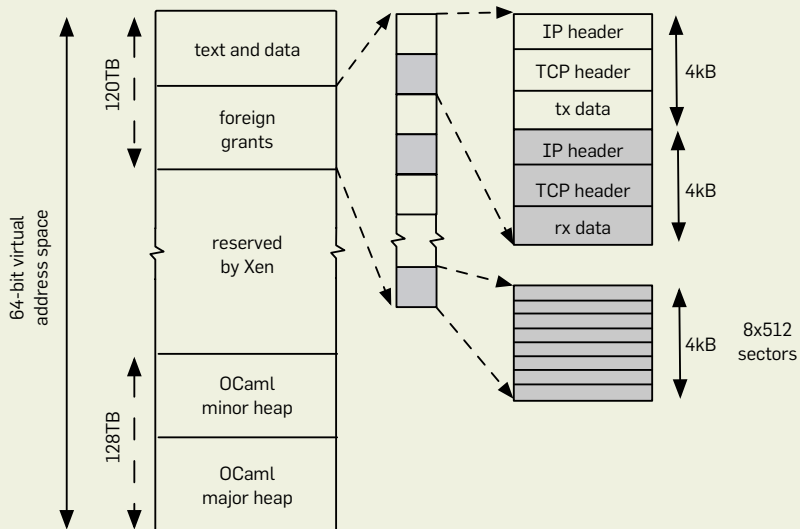 64-bit virtual
address space
120TB
128TB
text and data
foreign
grants
reserved
by Xen
OCaml
minor heap
OCaml
major heap
IP header
TCP header
tx data
4kB
IP header
TCP header
rx data
4kB
4kB
8x512
sectors